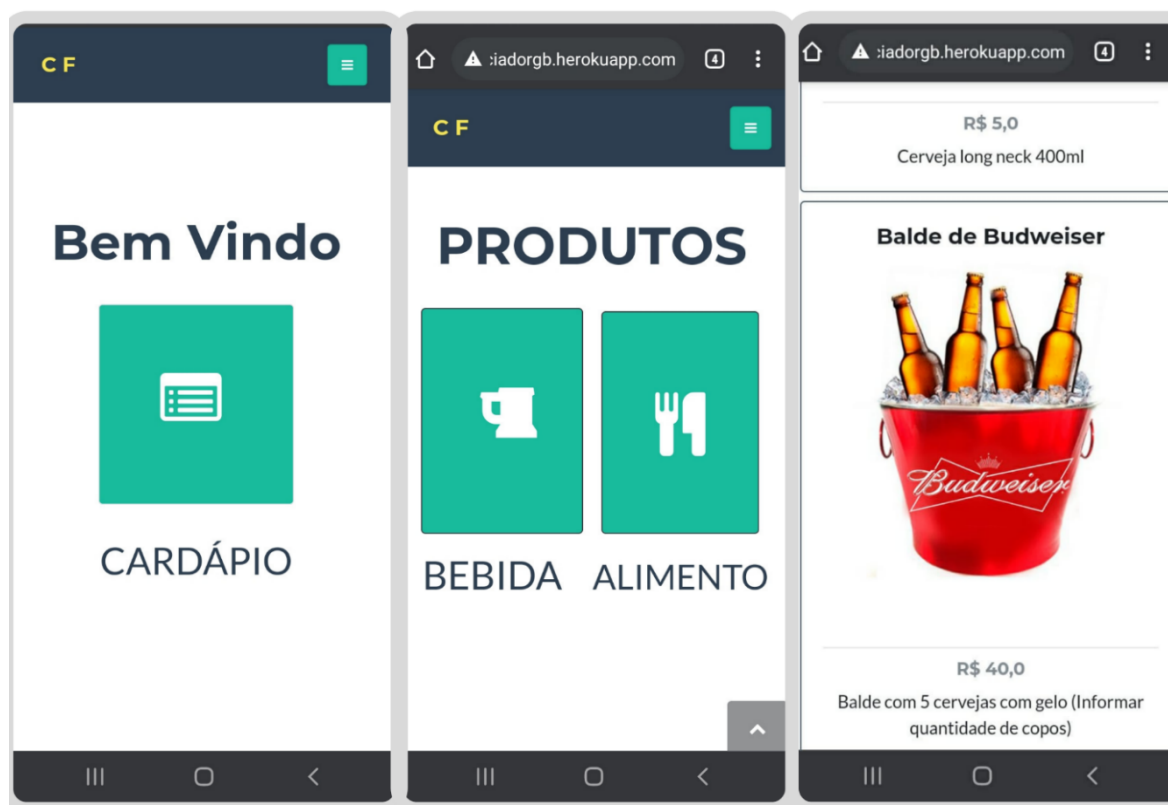 C F
Bem Vindo
CARDÁPIO
:iadorgb.herokuapp.com
4
C F
PRODUTOS
BEBIDA
ALIMENTO
:iadorgb.herokuapp.com
4
R$ 5,0
Cerveja long neck 400ml
Balde de Budweiser
Budweiser
R$ 40,0
Balde com 5 cervejas com gelo (Informar
quantidade de copos)